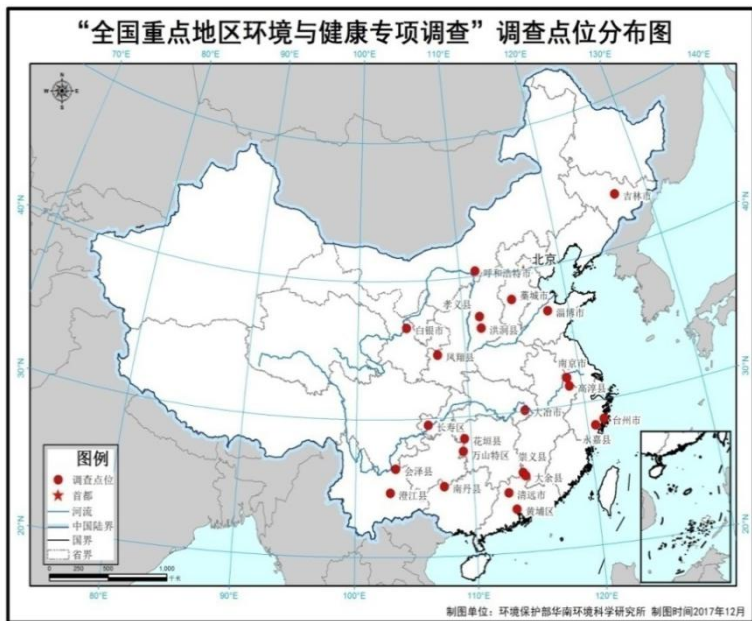 “全国重点地区环境与健康专项调查”调查点位分布图
70°E 80°E 90°E 100°E 110°E 120°E 130°E 140°E
N
W E
S
40°N 40°N
30°N 30°N
20°N 20°N
吉林市
北京
呼和浩特市
藁城市
孝义县
淄博市
白银市
洪洞县
凤翔县
南京市
高淳县
大冶市
台州市
长寿区
永嘉县
花垣县
万山特区
崇义县
会泽县
大余县
南丹县
澄江县
清远市
黄埔区
图例
调查点位
首都
河流
中国陆界
国界
省界
0 250 500 1,000
千米
80°E 90°E 100°E 110°E 120°E
制图单位：环境保护部华南环境科学研究所 制图时间2017年12月